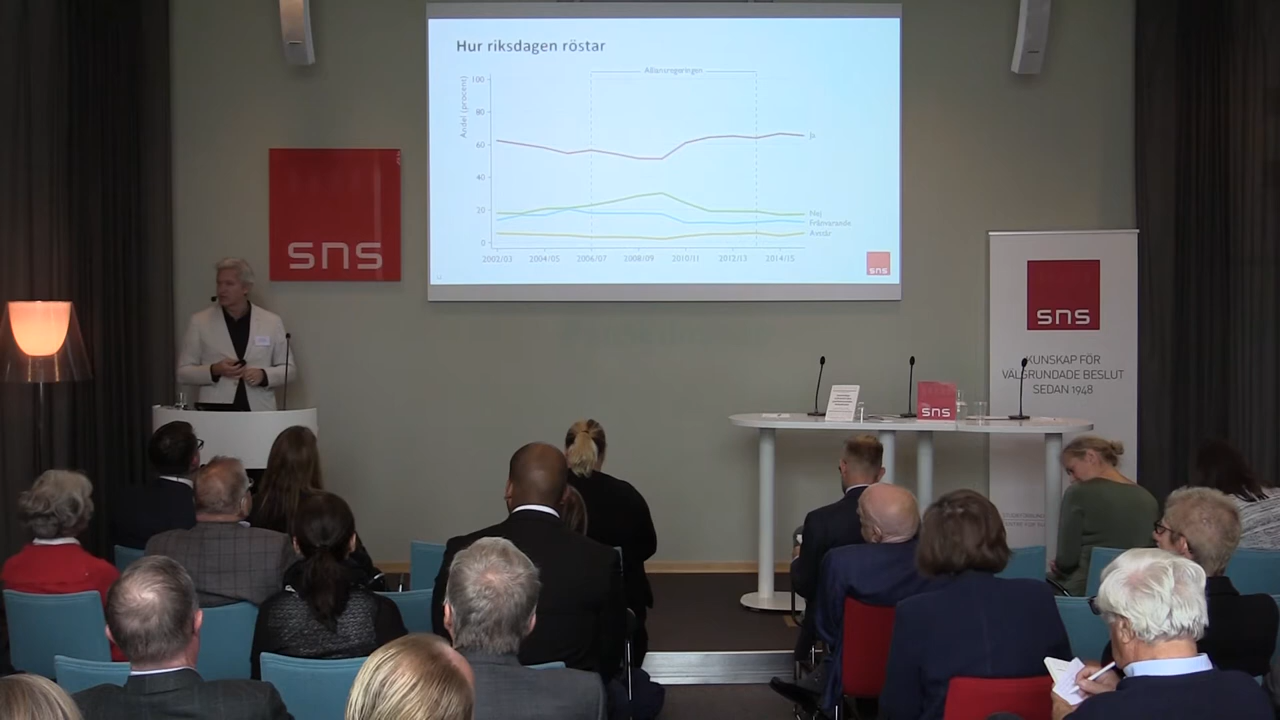 Hur riksdagen röstar
Alliansregeringen
Andel (procent)
100
80
60
40
20
0
Ja
Nej
Frånvarande
Avstår
2002/03 2004/05 2006/07 2008/09 2010/11 2012/13 2014/15
sns
sns
sns
KUNSKAP FÖR
VÄLGRUNDADE BESLUT
SEDAN 1948
sns